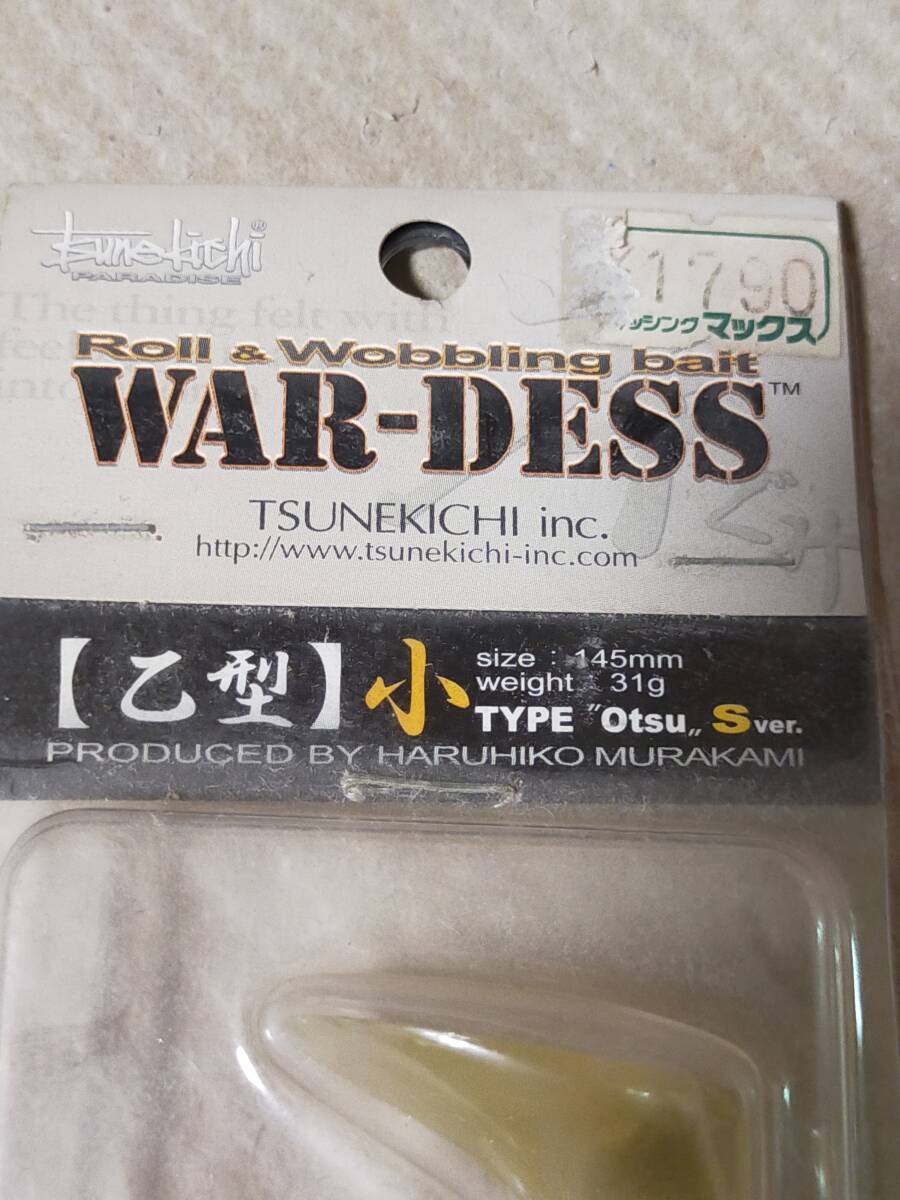 Tsunekichi®
PARADISE
1790
ッシングマックス
The thing felt with
Roll & Wobbling bait
WAR-DESS™
TSUNEKICHI inc.
http://www.tsunekichi-inc.com
【乙型】小
size : 145mm
weight : 31g
TYPE "Otsu„ S ver.
PRODUCED BY HARUHIKO MURAKAMI